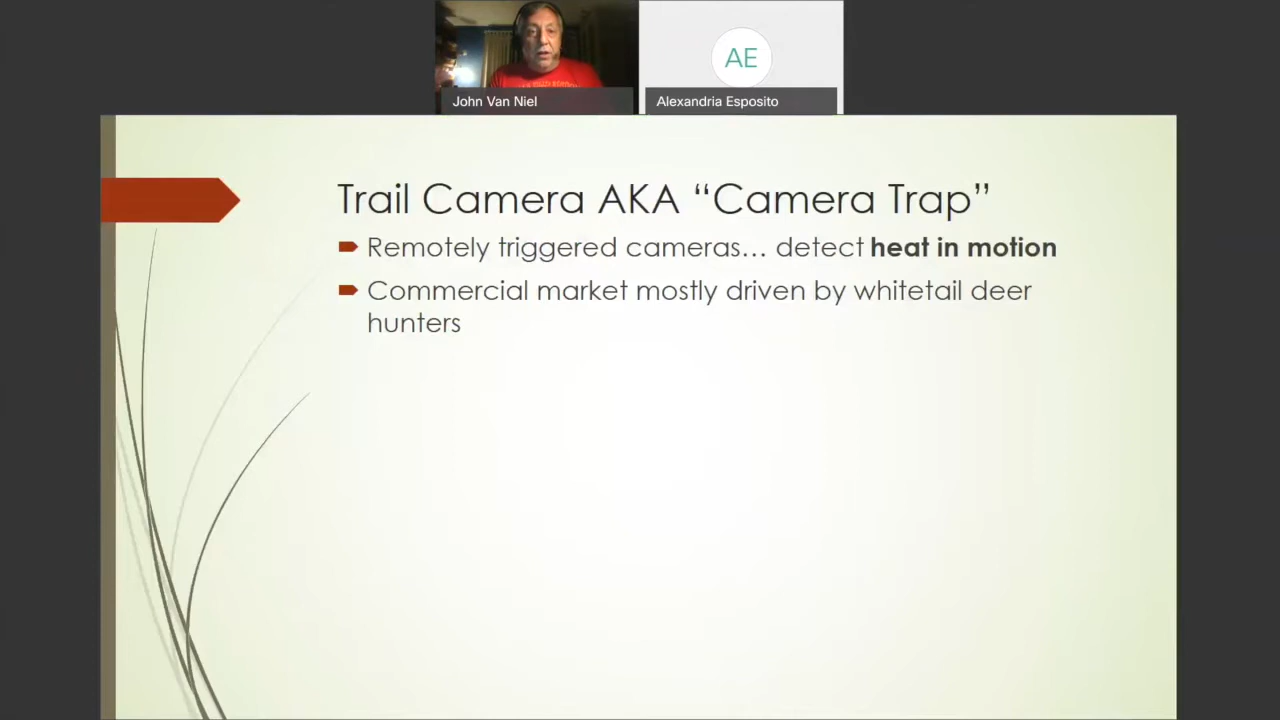 AE
John Van Niel
Alexandria Esposito
Trail Camera AKA “Camera Trap”
Remotely triggered cameras… detect heat in motion
Commercial market mostly driven by whitetail deer
hunters